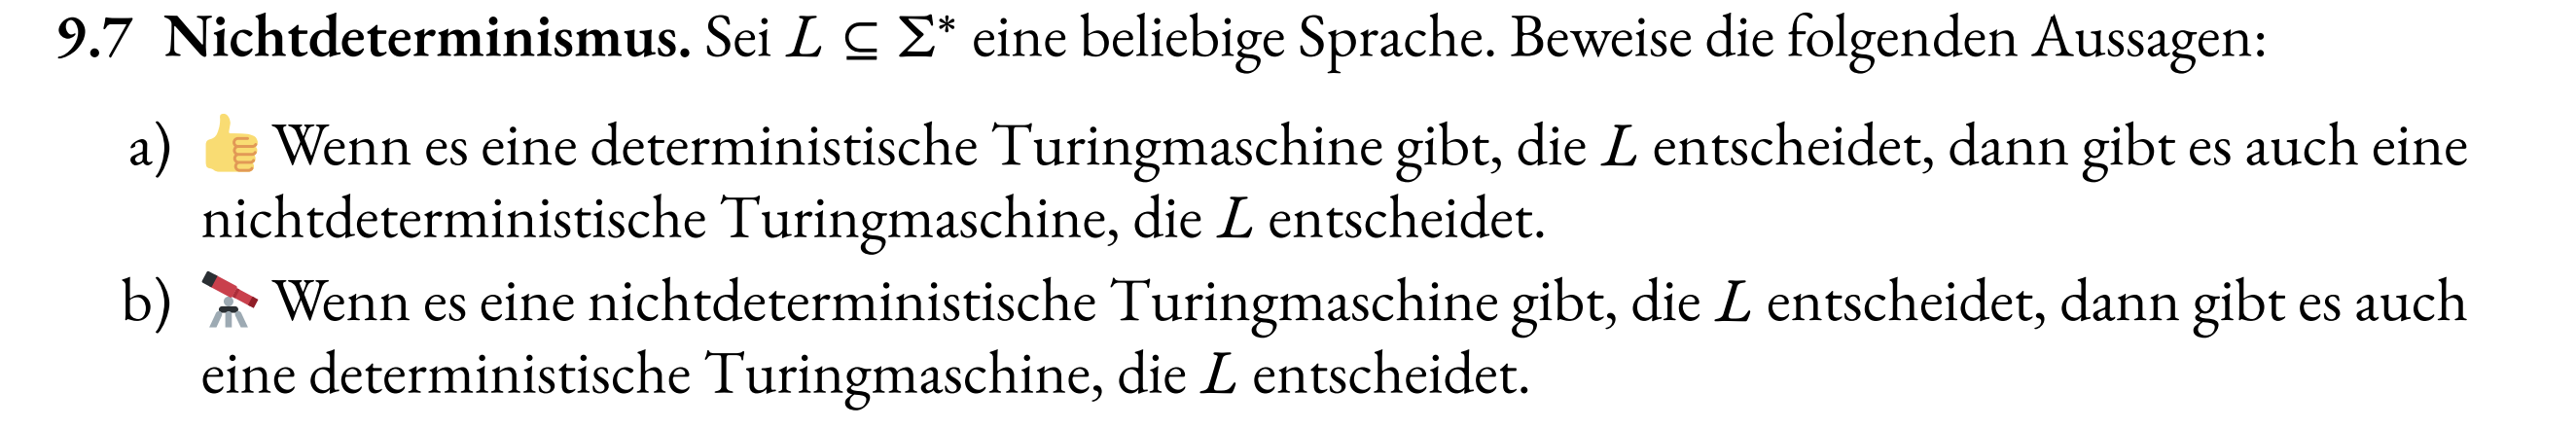 9.7 Nichtdeterminismus. Sei L ⊆ Σ* eine beliebige Sprache. Beweise die folgenden Aussagen:
a) 👍 Wenn es eine deterministische Turingmaschine gibt, die L entscheidet, dann gibt es auch eine
nichtdeterministische Turingmaschine, die L entscheidet.
b) 🔭 Wenn es eine nichtdeterministische Turingmaschine gibt, die L entscheidet, dann gibt es auch
eine deterministische Turingmaschine, die L entscheidet.